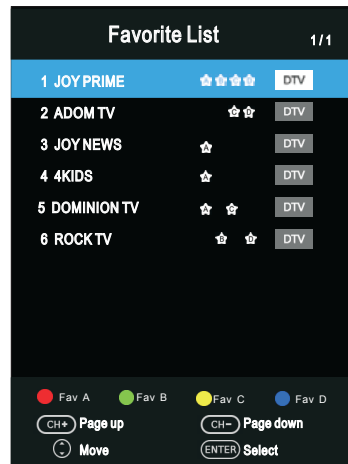 Favorite List 1/1
1 JOY PRIME A B C D DTV
2 ADOM TV C D DTV
3 JOY NEWS A DTV
4 4KIDS A DTV
5 DOMINION TV A C DTV
6 ROCK TV B D DTV
Fav A Fav B Fav C Fav D
CH+ Page up CH- Page down
Move ENTER Select